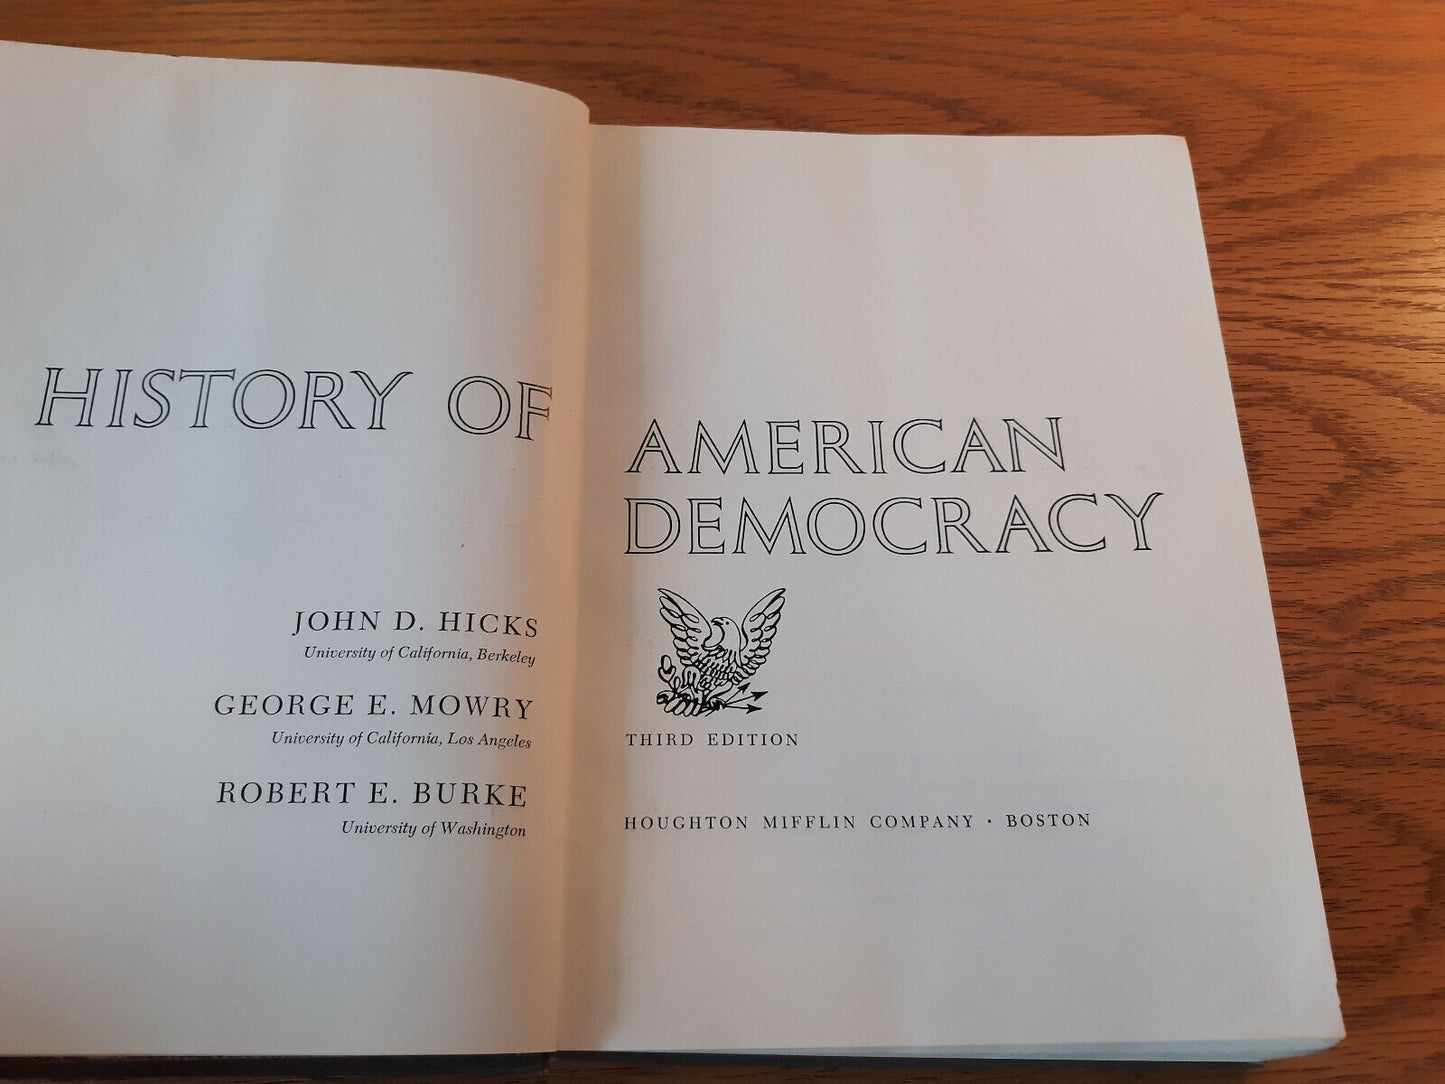 HISTORY OF
AMERICAN
DEMOCRACY
JOHN D. HICKS
University of California, Berkeley
GEORGE E. MOWRY
University of California, Los Angeles
ROBERT E. BURKE
University of Washington
THIRD EDITION
HOUGHTON MIFFLIN COMPANY · BOSTON